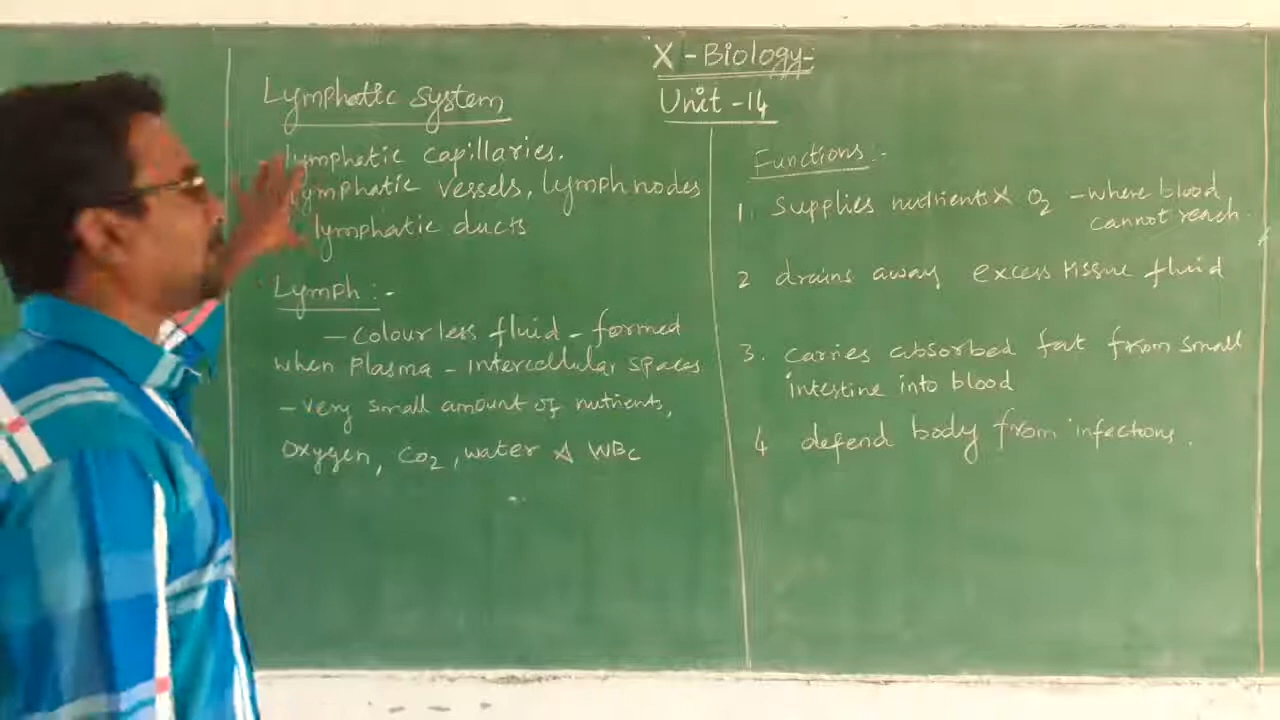 X - Biology:-
Unit - 14
Lymphatic system
lymphatic capillaries.
lymphatic vessels, lymph nodes
lymphatic ducts
Lymph :-
- Colourless fluid - formed
when Plasma - intercellular spaces
- very small amount of nutrients,
oxygen, CO2, water & WBC
Functions :-
1. Supplies nutrients & O2 - where blood
cannot reach.
2 drains away excess tissue fluid
3. carries absorbed fat from small
intestine into blood
4 defend body from infections.